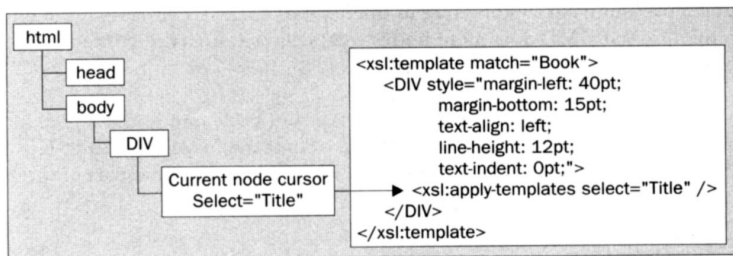 html
head
body
DIV
Current node cursor
Select="Title"
<xsl:template match="Book">
<DIV style="margin-left: 40pt;
margin-bottom: 15pt;
text-align: left;
line-height: 12pt;
text-indent: 0pt;">
<xsl:apply-templates select="Title" />
</DIV>
</xsl:template>